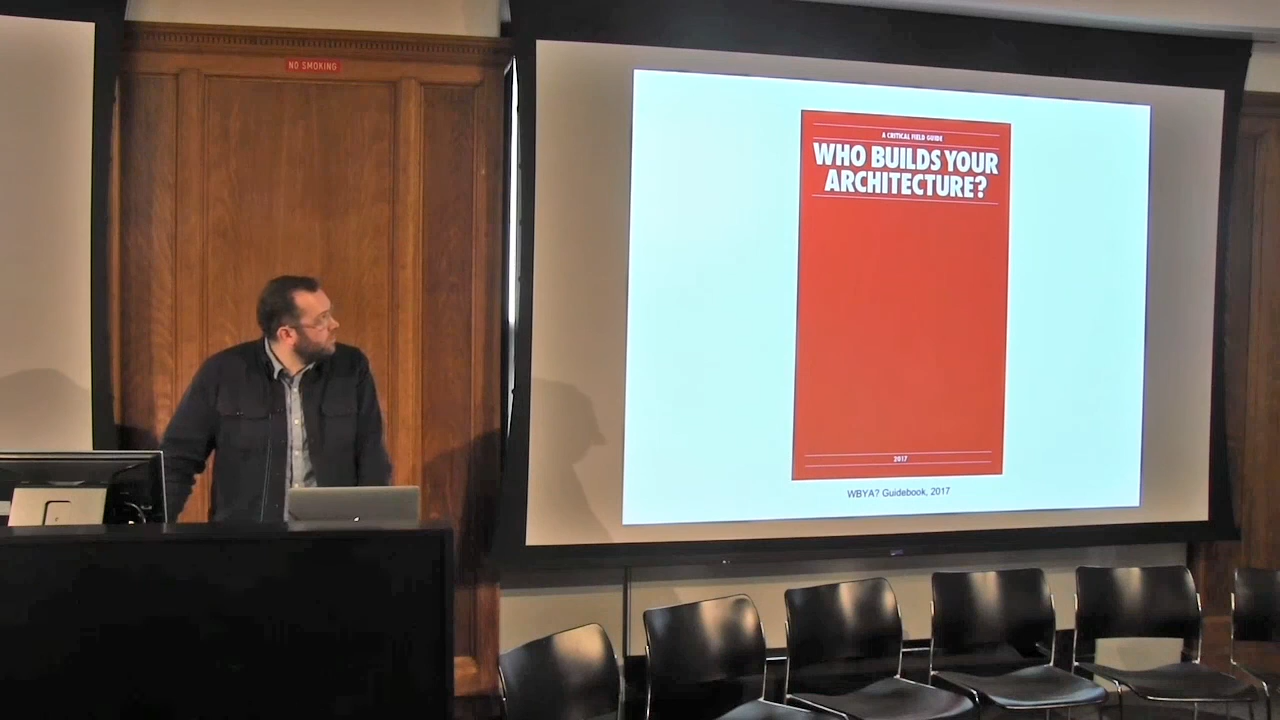 NO SMOKING
A CRITICAL FIELD GUIDE
WHO BUILDS YOUR
ARCHITECTURE?
2017
WBYA? Guidebook, 2017